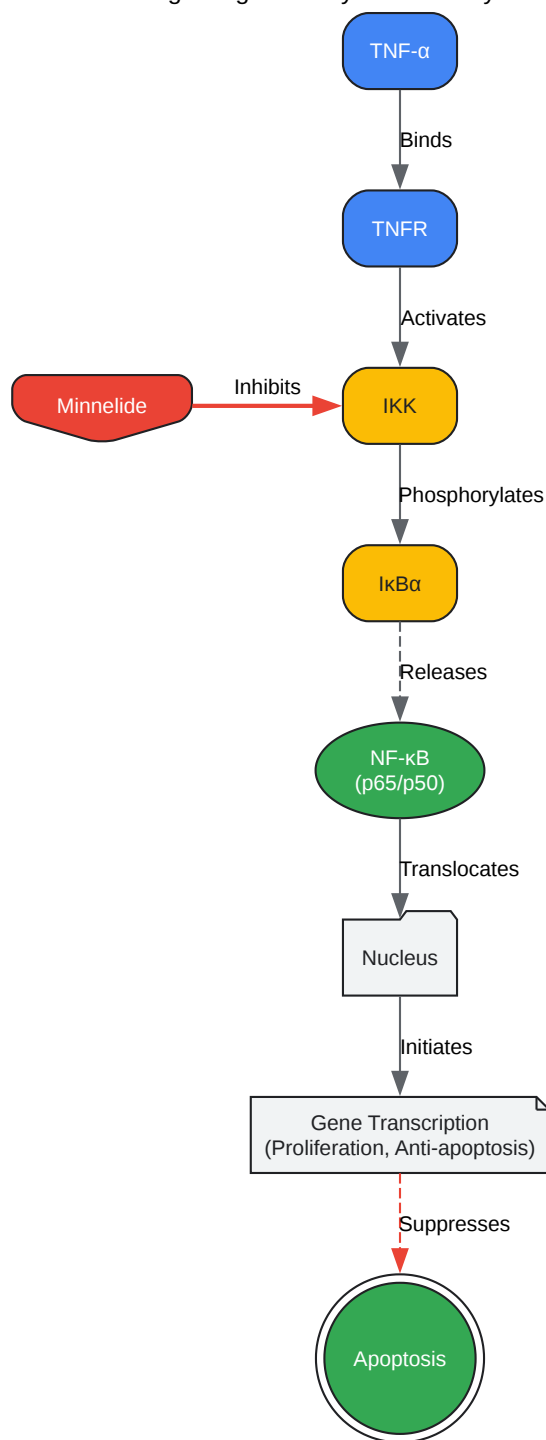 TNF-α
Binds
TNFR
Activates
Minnelide
Inhibits
IKK
Phosphorylates
IκBα
Releases
NF-κB
(p65/p50)
Translocates
Nucleus
Initiates
Gene Transcription
(Proliferation, Anti-apoptosis)
Suppresses
Apoptosis